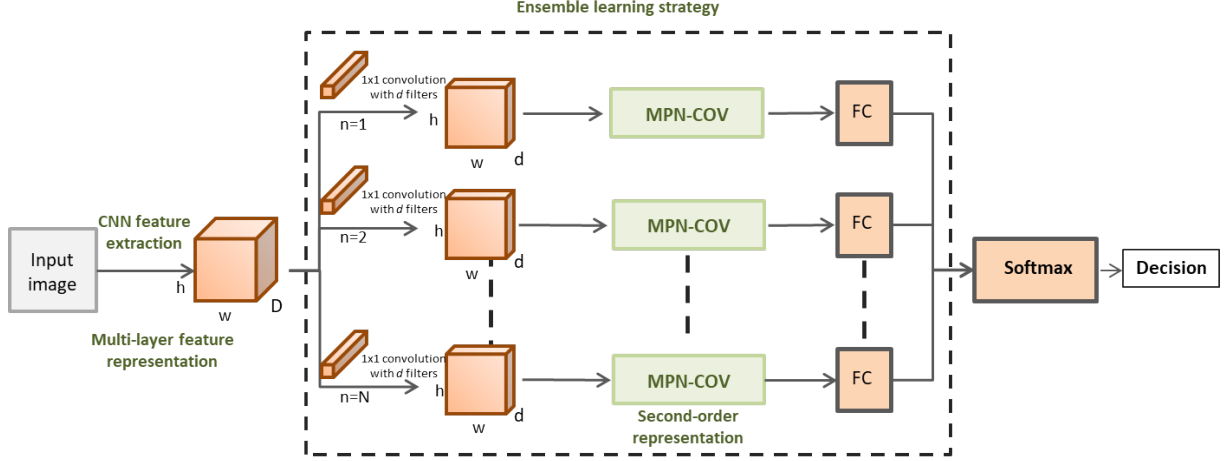 Ensemble learning strategy
1x1 convolution
with d filters
n=1
h
w
d
MPN-COV
FC
1x1 convolution
with d filters
n=2
h
w
d
MPN-COV
FC
CNN feature
extraction
Input
image
h
w
D
Multi-layer feature
representation
Softmax
Decision
1x1 convolution
with d filters
n=N
h
w
d
MPN-COV
FC
Second-order
representation